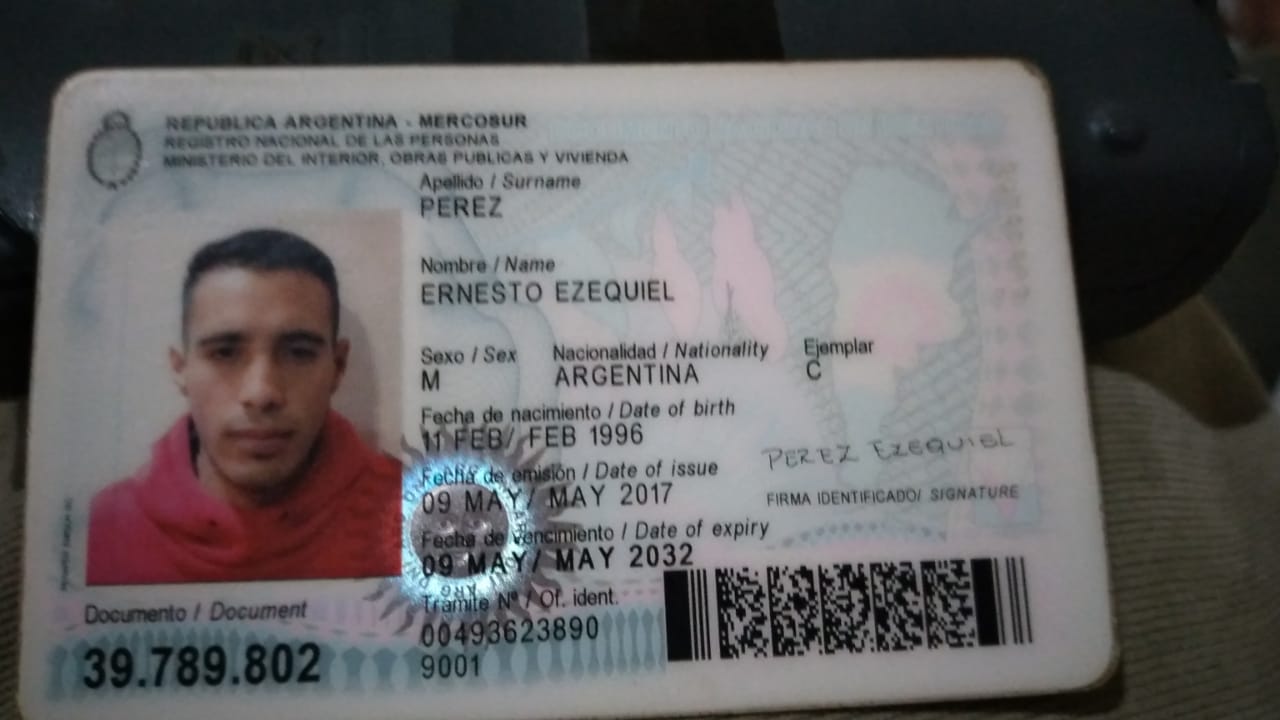 REPUBLICA ARGENTINA - MERCOSUR
REGISTRO NACIONAL DE LAS PERSONAS
MINISTERIO DEL INTERIOR, OBRAS PUBLICAS Y VIVIENDA
Apellido / Surname
PEREZ
Nombre / Name
ERNESTO EZEQUIEL
Sexo / Sex Nacionalidad / Nationality Ejemplar
M ARGENTINA C
Fecha de nacimiento / Date of birth
11 FEB/ FEB 1996
Fecha de emisión / Date of issue
09 MAY/ MAY 2017
PEREZ EZEQUIEL
FIRMA IDENTIFICADO/ SIGNATURE
Fecha de vencimiento / Date of expiry
09 MAY/ MAY 2032
Trámite Nº / Of. ident.
00493623890
9001
Documento / Document
39.789.802